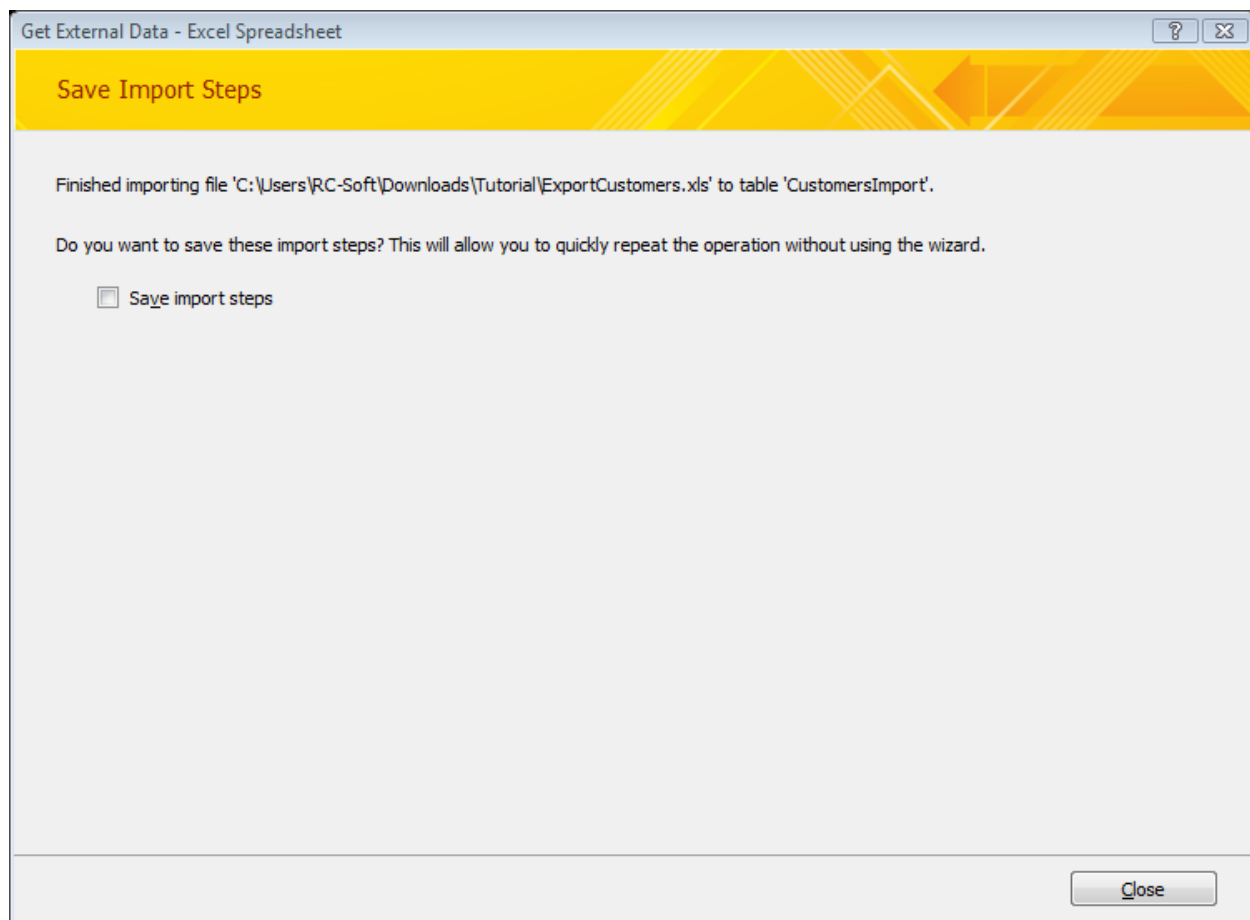 Get External Data - Excel Spreadsheet
Save Import Steps
Finished importing file 'C:\Users\RC-Soft\Downloads\Tutorial\ExportCustomers.xls' to table 'CustomersImport'.
Do you want to save these import steps? This will allow you to quickly repeat the operation without using the wizard.
Save import steps
Close